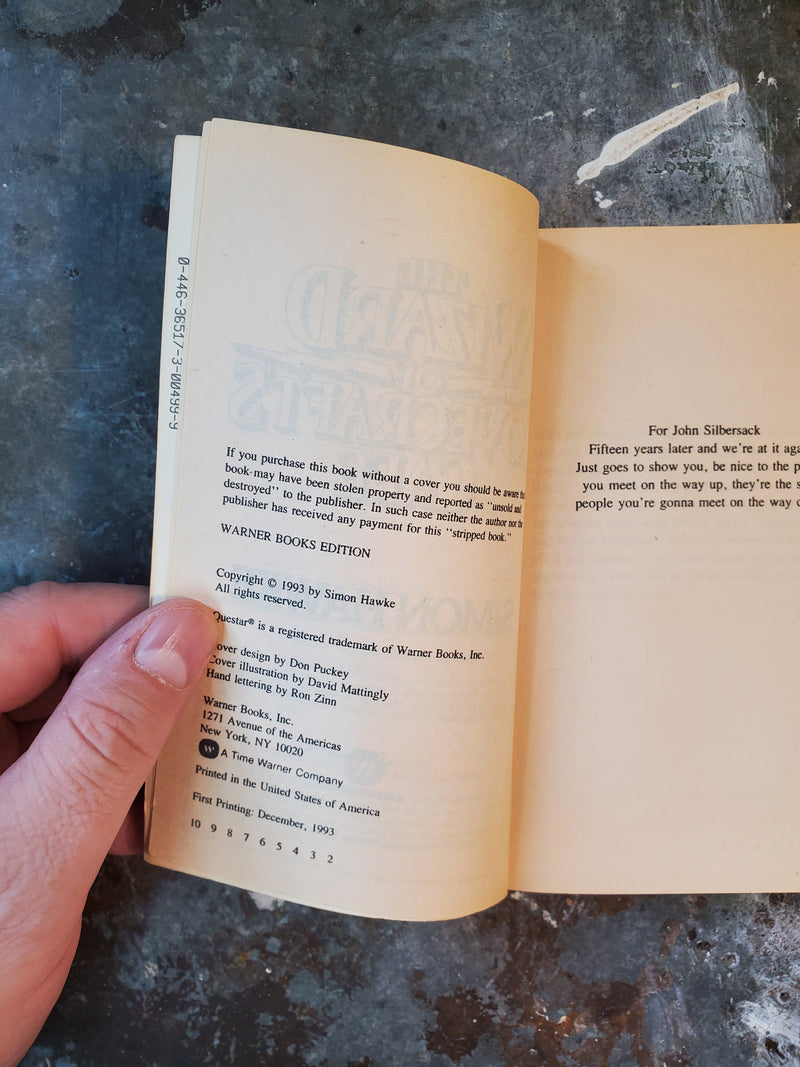 0-446-36517-3-00499-9
If you purchase this book without a cover you should be aware
book-may have been stolen property and reported as "unsold and
destroyed" to the publisher. In such case neither the author nor the
publisher has received any payment for this "stripped book."
WARNER BOOKS EDITION
Copyright © 1993 by Simon Hawke
All rights reserved.
Questar® is a registered trademark of Warner Books, Inc.
over design by Don Puckey
Cover illustration by David Mattingly
Hand lettering by Ron Zinn
Warner Books, Inc.
1271 Avenue of the Americas
New York, NY 10020
W A Time Warner Company
Printed in the United States of America
First Printing: December, 1993
10 9 8 7 6 5 4 3 2
For John Silbersack
Fifteen years later and we're at it aga
Just goes to show you, be nice to the p
you meet on the way up, they're the s
people you're gonna meet on the way